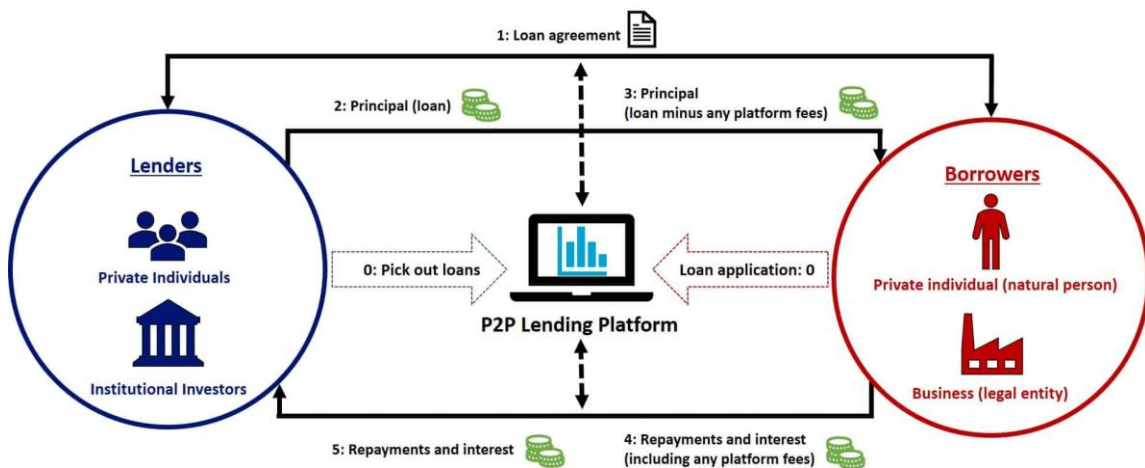 1: Loan agreement
2: Principal (loan)
3: Principal
(loan minus any platform fees)
Lenders
Private Individuals
Institutional Investors
0: Pick out loans
P2P Lending Platform
Loan application: 0
Borrowers
Private individual (natural person)
Business (legal entity)
5: Repayments and interest
4: Repayments and interest
(including any platform fees)